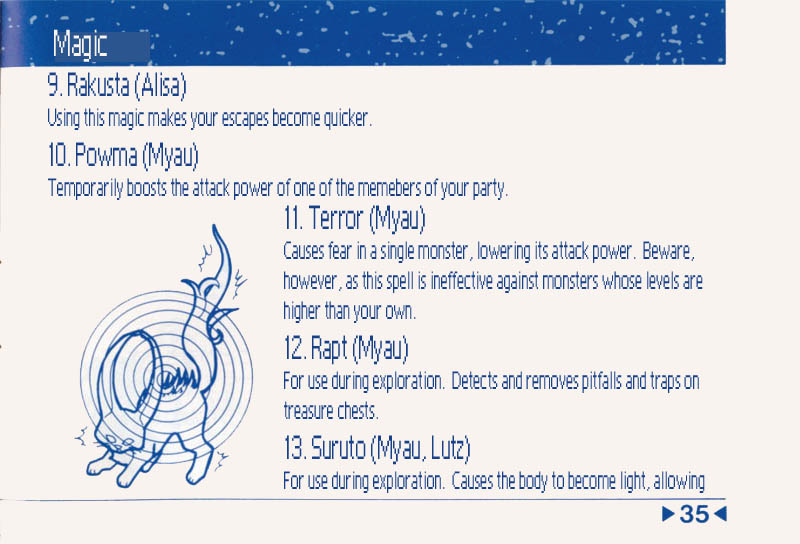 Magic
9. Rakusta (Alisa)
Using this magic makes your escapes become quicker.
10. Powma (Myau)
Temporarily boosts the attack power of one of the memebers of your party.
11. Terror (Myau)
Causes fear in a single monster, lowering its attack power. Beware,
however, as this spell is ineffective against monsters whose levels are
higher than your own.
12. Rapt (Myau)
For use during exploration. Detects and removes pitfalls and traps on
treasure chests.
13. Suruto (Myau, Lutz)
For use during exploration. Causes the body to become light, allowing
▶35◀